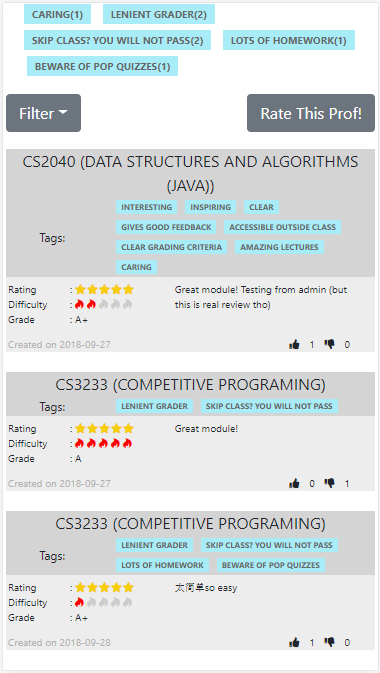 CARING(1) LENIENT GRADER(2)
SKIP CLASS? YOU WILL NOT PASS(2) LOTS OF HOMEWORK(1)
BEWARE OF POP QUIZZES(1)
Filter Rate This Prof!
CS2040 (DATA STRUCTURES AND ALGORITHMS
(JAVA))
INTERESTING INSPIRING CLEAR
GIVES GOOD FEEDBACK ACCESSIBLE OUTSIDE CLASS
Tags:
CLEAR GRADING CRITERIA AMAZING LECTURES
CARING
Rating : Great module! Testing from admin (but
Difficulty : this is real review tho)
Grade : A+
Created on 2018-09-27 1 0
CS3233 (COMPETITIVE PROGRAMING)
Tags: LENIENT GRADER SKIP CLASS? YOU WILL NOT PASS
Rating : Great module!
Difficulty :
Grade : A
Created on 2018-09-27 0 1
CS3233 (COMPETITIVE PROGRAMING)
LENIENT GRADER SKIP CLASS? YOU WILL NOT PASS
Tags:
LOTS OF HOMEWORK BEWARE OF POP QUIZZES
Rating : 太简单so easy
Difficulty :
Grade : A+
Created on 2018-09-28 1 0